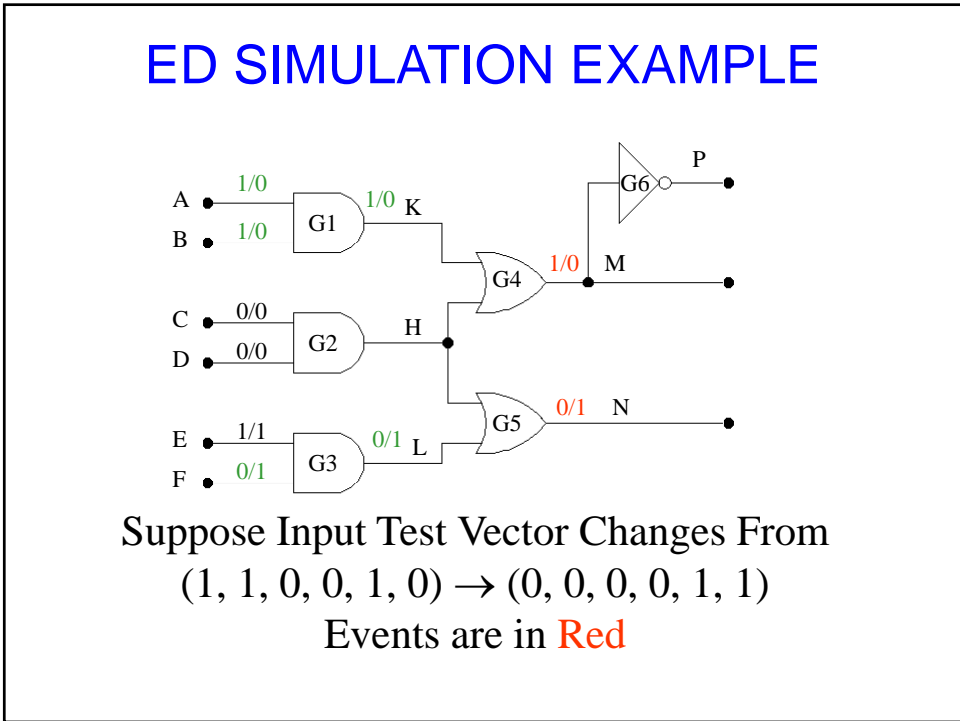 ED SIMULATION EXAMPLE
P
G6
1/0
A
1/0 K
G1
B
1/0
1/0 M
G4
C
0/0
H
G2
D
0/0
0/1 N
G5
E
1/1
0/1 L
G3
F
0/1
Suppose Input Test Vector Changes From
(1, 1, 0, 0, 1, 0) → (0, 0, 0, 0, 1, 1)
Events are in Red